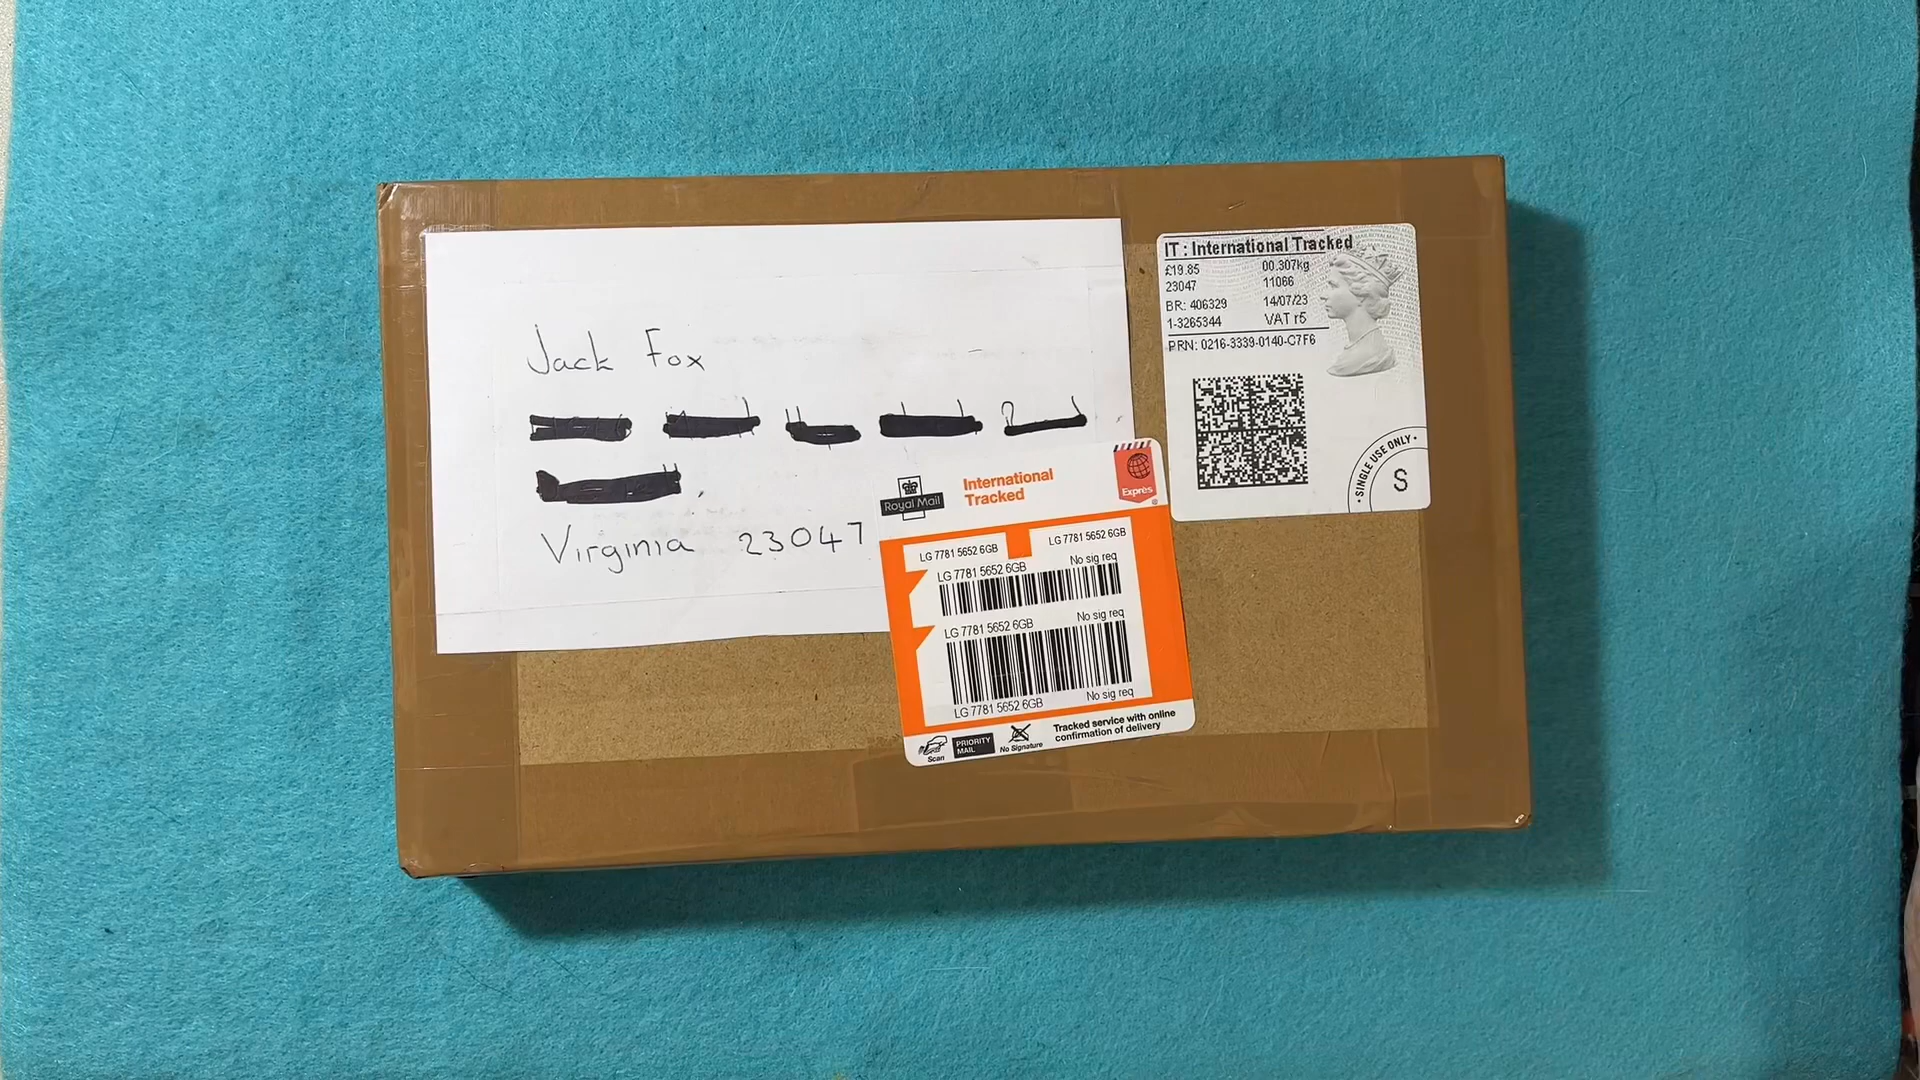 Jack Fox
Virginia 23047
IT : International Tracked
£19.85 00.307kg
23047 11066
BR: 406329 14/07/23
1-3265344 VAT r5
PRN: 0216-3339-0140-C7F6
• SINGLE USE ONLY •
S
Royal Mail
International
Tracked
Exprès
LG 7781 5652 6GB LG 7781 5652 6GB
LG 7781 5652 6GB No sig req
LG 7781 5652 6GB No sig req
LG 7781 5652 6GB No sig req
Scan
PRIORITY
MAIL
No Signature
Tracked service with online
confirmation of delivery